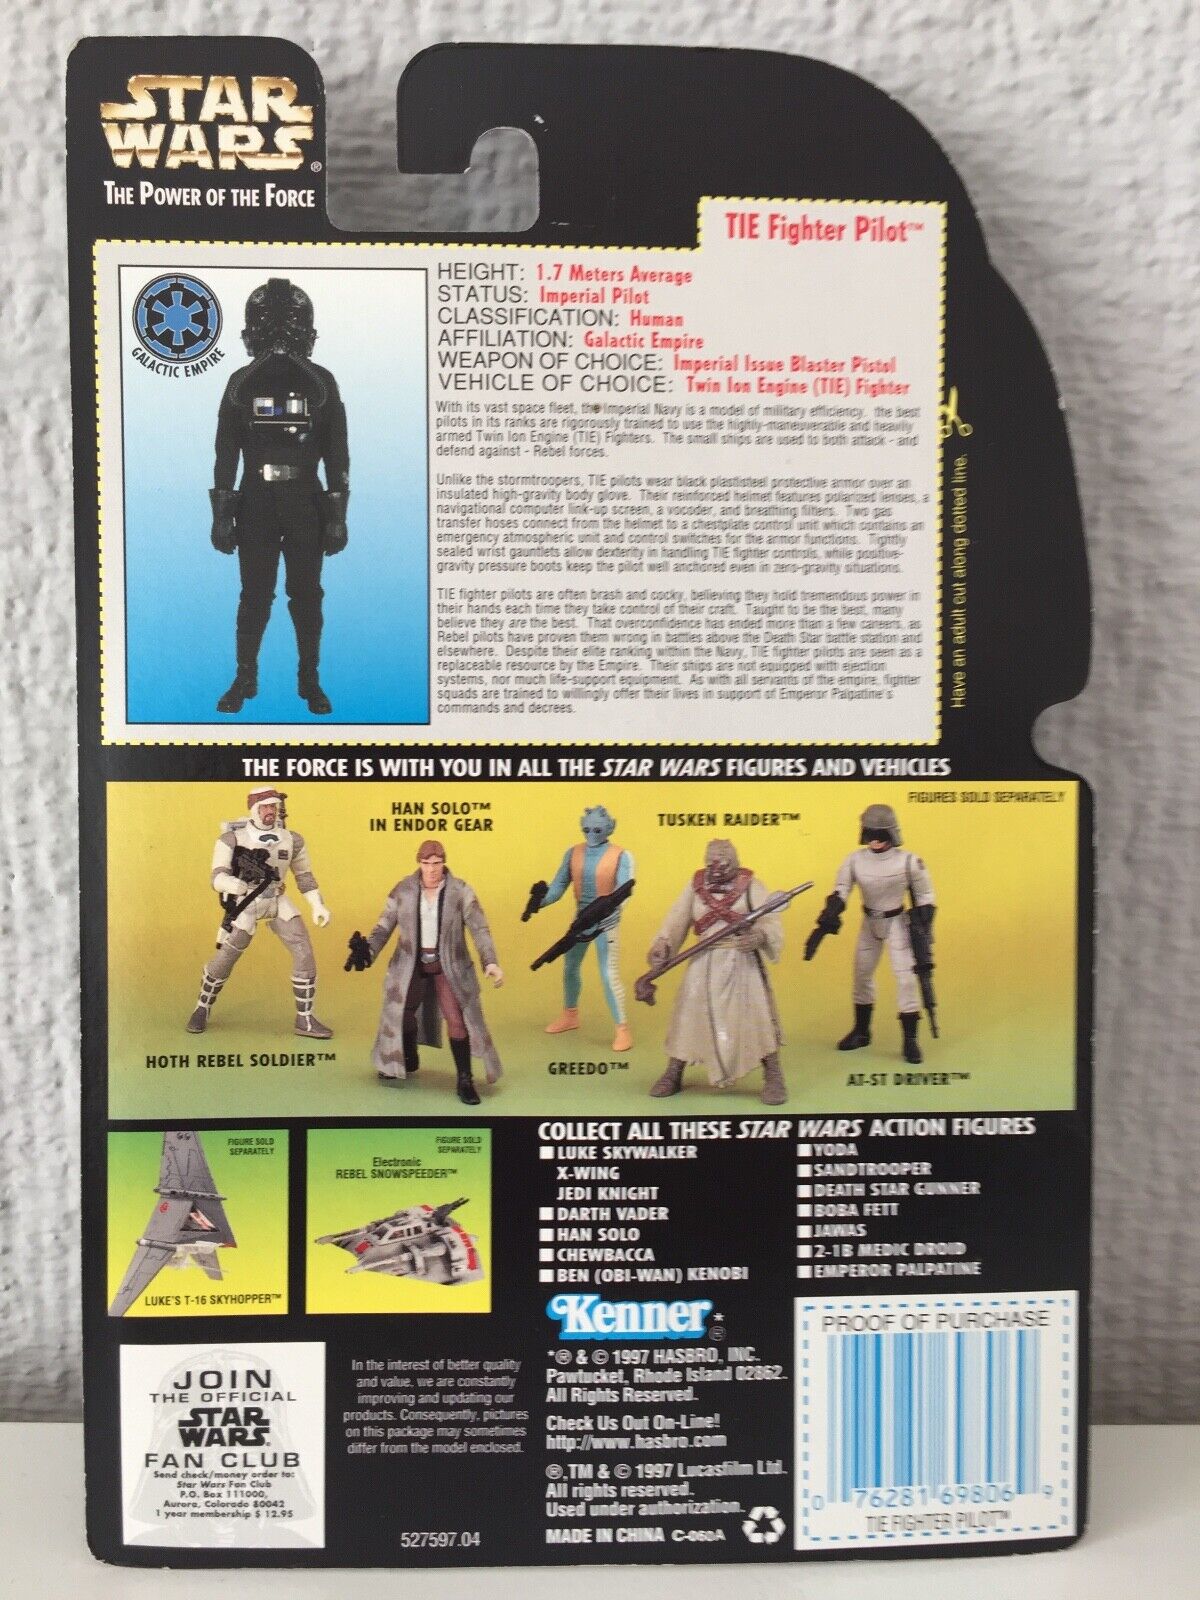 STAR
WARS®
THE POWER OF THE FORCE
TIE Fighter Pilot™
GALACTIC EMPIRE
HEIGHT: 1.7 Meters Average
STATUS: Imperial Pilot
CLASSIFICATION: Human
AFFILIATION: Galactic Empire
WEAPON OF CHOICE: Imperial Issue Blaster Pistol
VEHICLE OF CHOICE: Twin Ion Engine (TIE) Fighter
With its vast space fleet, the Imperial Navy is a model of military efficiency. the best
pilots in its ranks are rigorously trained to use the highly-maneuverable and heavily
armed Twin Ion Engine (TIE) Fighters. The small ships are used to both attack - and
defend against - Rebel forces.
Unlike the stormtroopers, TIE pilots wear black plastisteel protective armor over an
insulated high-gravity body glove. Their reinforced helmet features polarized lenses, a
navigational computer link-up screen, a vocoder, and breathing filters. Two gas
transfer hoses connect from the helmet to a chestplate control unit which contains an
emergency atmospheric unit and control switches for the armor functions. Tightly
sealed wrist gauntlets allow dexterity in handling TIE fighter controls, while positive-
gravity pressure boots keep the pilot well anchored even in zero-gravity situations.
TIE fighter pilots are often brash and cocky, believing they hold tremendous power in
their hands each time they take control of their craft. Taught to be the best, many
believe they are the best. That overconfidence has ended more than a few careers, as
Rebel pilots have proven them wrong in battles above the Death Star battle station and
elsewhere. Despite their elite ranking within the Navy, TIE fighter pilots are seen as a
replaceable resource by the Empire. Their ships are not equipped with ejection
systems, nor much life-support equipment. As with all servants of the empire, fighter
squads are trained to willingly offer their lives in support of Emperor Palpatine's
commands and decrees.
Have an adult cut along dotted line.
THE FORCE IS WITH YOU IN ALL THE STAR WARS FIGURES AND VEHICLES
FIGURES SOLD SEPARATELY
HAN SOLO™
IN ENDOR GEAR
TUSKEN RAIDER™
HOTH REBEL SOLDIER™
GREEDO™
AT-ST DRIVER™
FIGURE SOLD
SEPARATELY
LUKE'S T-16 SKYHOPPER™
FIGURE SOLD
SEPARATELY
Electronic
REBEL SNOWSPEEDER™
COLLECT ALL THESE STAR WARS ACTION FIGURES
LUKE SKYWALKER
X-WING
JEDI KNIGHT
DARTH VADER
HAN SOLO
CHEWBACCA
BEN (OBI-WAN) KENOBI
YODA
SANDTROOPER
DEATH STAR GUNNER
BOBA FETT
JAWAS
2-1B MEDIC DROID
EMPEROR PALPATINE
JOIN
THE OFFICIAL
STAR
WARS
FAN CLUB
Send check/money order to:
Star Wars Fan Club
P.O. Box 111000,
Aurora, Colorado 80042
1 year membership $ 12.95
In the interest of better quality
and value, we are constantly
improving and updating our
products. Consequently, pictures
on this package may sometimes
differ from the model enclosed.
527597.04
Kenner®*
*® & © 1997 HASBRO, INC.
Pawtucket, Rhode Island 02862.
All Rights Reserved.
Check Us Out On-Line!
http://www.hasbro.com
®,TM & © 1997 Lucasfilm Ltd.
All rights reserved.
Used under authorization.
MADE IN CHINA C-060A
PROOF OF PURCHASE
0 76281 69806 9
TIE FIGHTER PILOT™